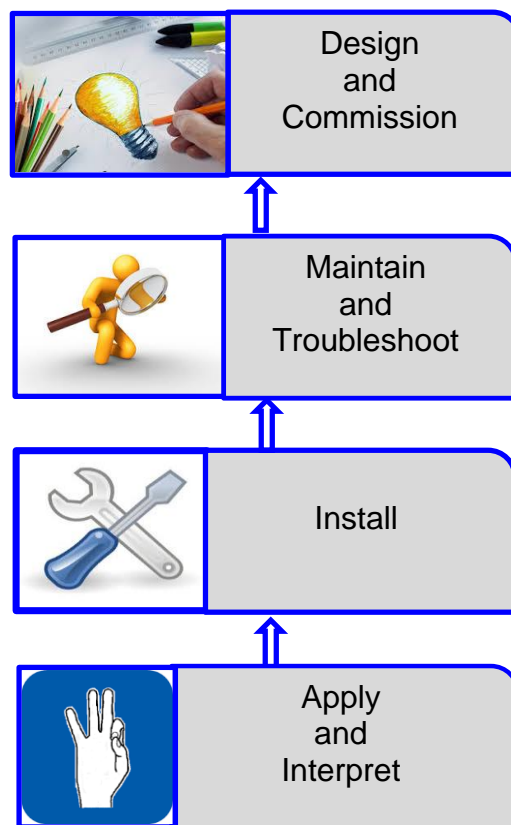 Design
and
Commission
Maintain
and
Troubleshoot
Install
Apply
and
Interpret